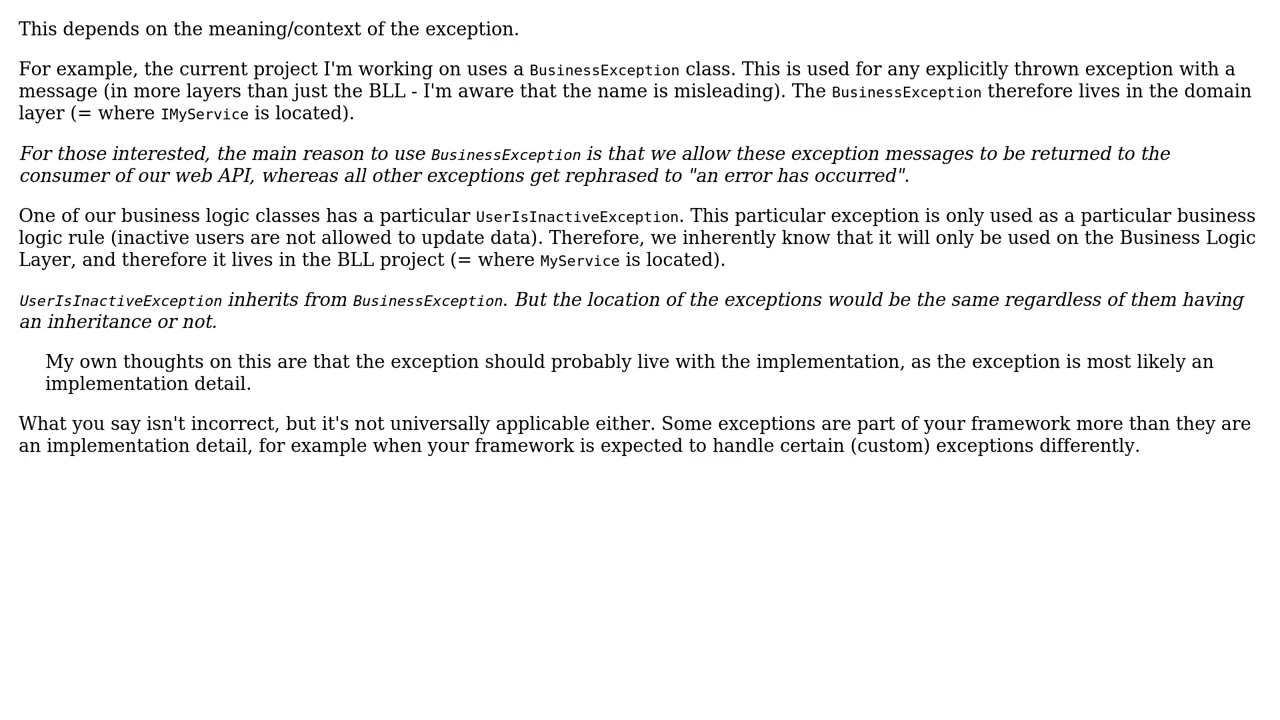 This depends on the meaning/context of the exception.
For example, the current project I'm working on uses a BusinessException class. This is used for any explicitly thrown exception with a
message (in more layers than just the BLL - I'm aware that the name is misleading). The BusinessException therefore lives in the domain
layer (= where IMyService is located).
For those interested, the main reason to use BusinessException is that we allow these exception messages to be returned to the
consumer of our web API, whereas all other exceptions get rephrased to "an error has occurred".
One of our business logic classes has a particular UserIsInactiveException. This particular exception is only used as a particular business
logic rule (inactive users are not allowed to update data). Therefore, we inherently know that it will only be used on the Business Logic
Layer, and therefore it lives in the BLL project (= where MyService is located).
UserIsInactiveException inherits from BusinessException. But the location of the exceptions would be the same regardless of them having
an inheritance or not.
My own thoughts on this are that the exception should probably live with the implementation, as the exception is most likely an
implementation detail.
What you say isn't incorrect, but it's not universally applicable either. Some exceptions are part of your framework more than they are
an implementation detail, for example when your framework is expected to handle certain (custom) exceptions differently.